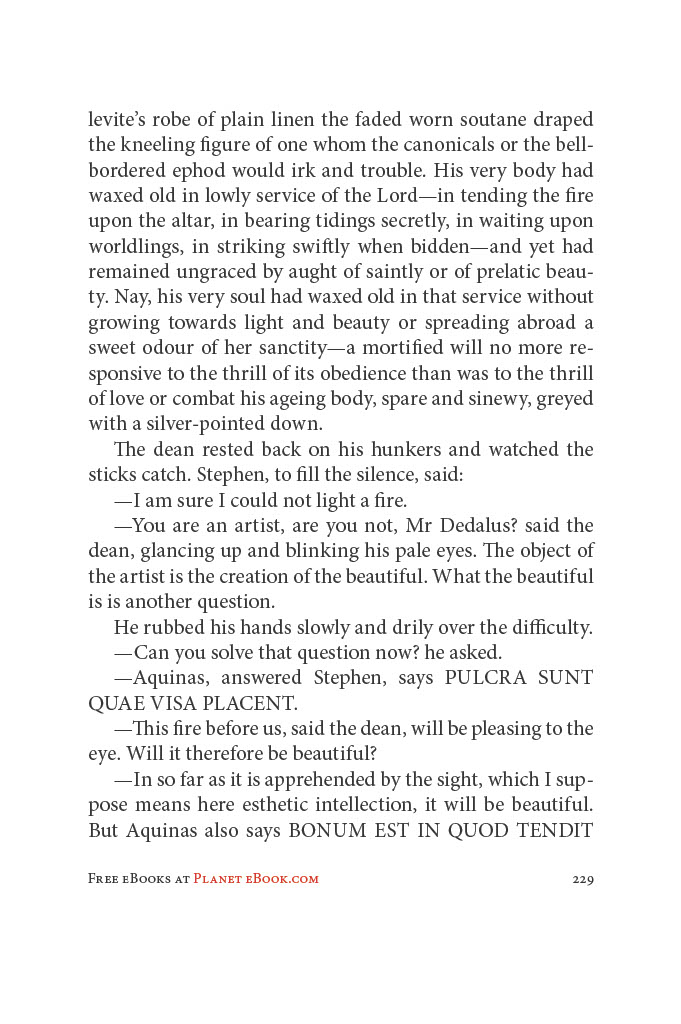 levite’s robe of plain linen the faded worn soutane draped
the kneeling figure of one whom the canonicals or the bell-
bordered ephod would irk and trouble. His very body had
waxed old in lowly service of the Lord—in tending the fire
upon the altar, in bearing tidings secretly, in waiting upon
worldlings, in striking swiftly when bidden—and yet had
remained ungraced by aught of saintly or of prelatic beau-
ty. Nay, his very soul had waxed old in that service without
growing towards light and beauty or spreading abroad a
sweet odour of her sanctity—a mortified will no more re-
sponsive to the thrill of its obedience than was to the thrill
of love or combat his ageing body, spare and sinewy, greyed
with a silver-pointed down.
The dean rested back on his hunkers and watched the
sticks catch. Stephen, to fill the silence, said:
—I am sure I could not light a fire.
—You are an artist, are you not, Mr Dedalus? said the
dean, glancing up and blinking his pale eyes. The object of
the artist is the creation of the beautiful. What the beautiful
is is another question.
He rubbed his hands slowly and drily over the difficulty.
—Can you solve that question now? he asked.
—Aquinas, answered Stephen, says PULCRA SUNT
QUAE VISA PLACENT.
—This fire before us, said the dean, will be pleasing to the
eye. Will it therefore be beautiful?
—In so far as it is apprehended by the sight, which I sup-
pose means here esthetic intellection, it will be beautiful.
But Aquinas also says BONUM EST IN QUOD TENDIT
Free eBooks at Planet eBook.com 229